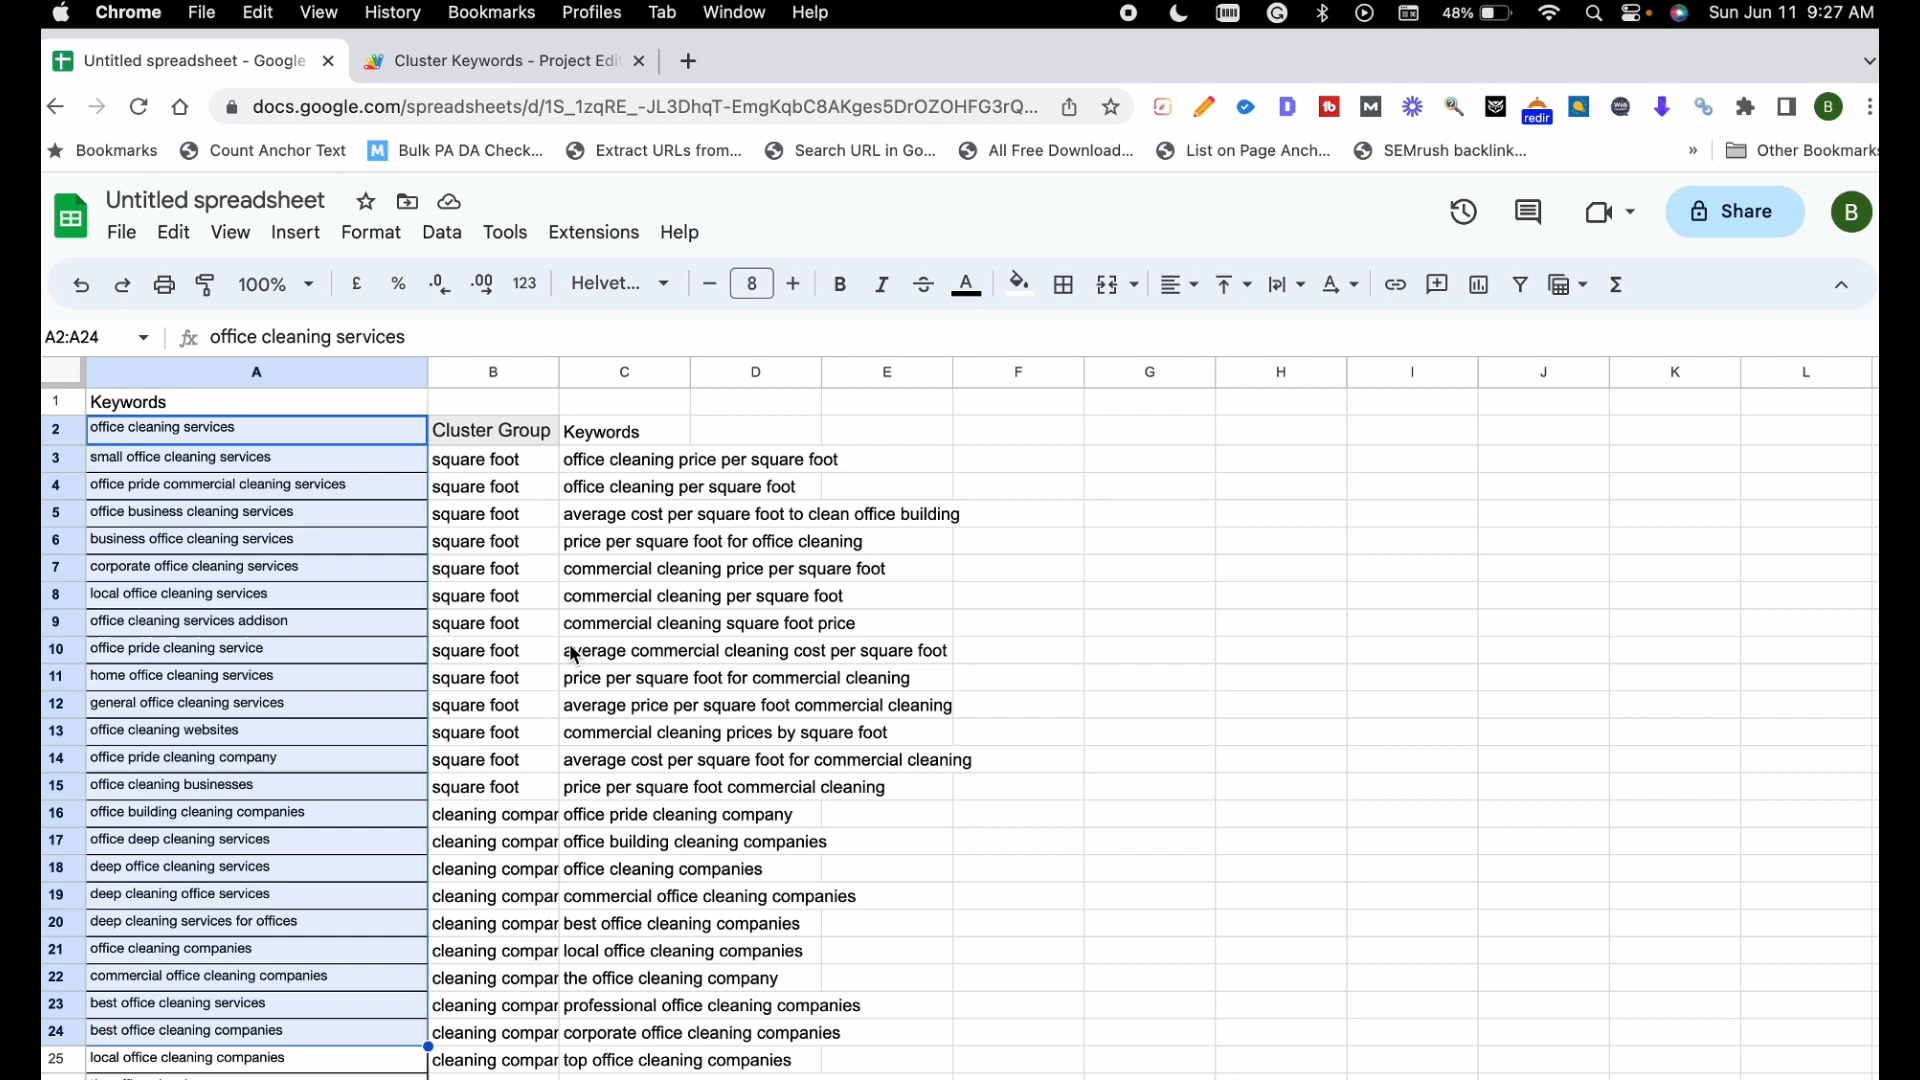 Chrome File Edit View History Bookmarks Profiles Tab Window Help 48% Sun Jun 11 9:27 AM
Untitled spreadsheet - Google Cluster Keywords - Project Edi
docs.google.com/spreadsheets/d/1S_1zqRE_-JL3DhqT-EmgKqbC8AKges5DrOZOHFG3rQ... redir B
Bookmarks Count Anchor Text Bulk PA DA Check... Extract URLs from... Search URL in Go... All Free Download... List on Page Anch... SEMrush backlink... » Other Bookmarks
Untitled spreadsheet
Share B
File Edit View Insert Format Data Tools Extensions Help
100% £ % .0 .00 123 Helvet... 8 B I A Σ
A2:A24 fx office cleaning services
A B C D E F G H I J K L
1 Keywords
2 office cleaning services Cluster Group Keywords
3 small office cleaning services square foot office cleaning price per square foot
4 office pride commercial cleaning services square foot office cleaning per square foot
5 office business cleaning services square foot average cost per square foot to clean office building
6 business office cleaning services square foot price per square foot for office cleaning
7 corporate office cleaning services square foot commercial cleaning price per square foot
8 local office cleaning services square foot commercial cleaning per square foot
9 office cleaning services addison square foot commercial cleaning square foot price
10 office pride cleaning service square foot average commercial cleaning cost per square foot
11 home office cleaning services square foot price per square foot for commercial cleaning
12 general office cleaning services square foot average price per square foot commercial cleaning
13 office cleaning websites square foot commercial cleaning prices by square foot
14 office pride cleaning company square foot average cost per square foot for commercial cleaning
15 office cleaning businesses square foot price per square foot commercial cleaning
16 office building cleaning companies cleaning compar office pride cleaning company
17 office deep cleaning services cleaning compar office building cleaning companies
18 deep office cleaning services cleaning compar office cleaning companies
19 deep cleaning office services cleaning compar commercial office cleaning companies
20 deep cleaning services for offices cleaning compar best office cleaning companies
21 office cleaning companies cleaning compar local office cleaning companies
22 commercial office cleaning companies cleaning compar the office cleaning company
23 best office cleaning services cleaning compar professional office cleaning companies
24 best office cleaning companies cleaning compar corporate office cleaning companies
25 local office cleaning companies cleaning compar top office cleaning companies